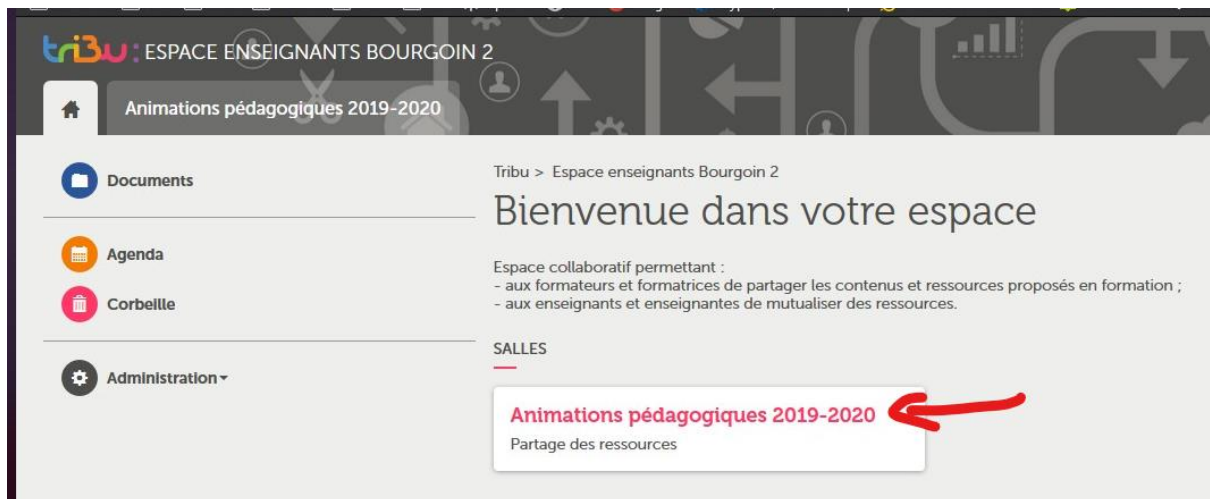 tri3u : ESPACE ENSEIGNANTS BOURGOIN 2
Animations pédagogiques 2019-2020
Documents
Agenda
Corbeille
Administration
Tribu > Espace enseignants Bourgoin 2
Bienvenue dans votre espace
Espace collaboratif permettant :
- aux formateurs et formatrices de partager les contenus et ressources proposés en formation ;
- aux enseignants et enseignantes de mutualiser des ressources.
SALLES
Animations pédagogiques 2019-2020
Partage des ressources